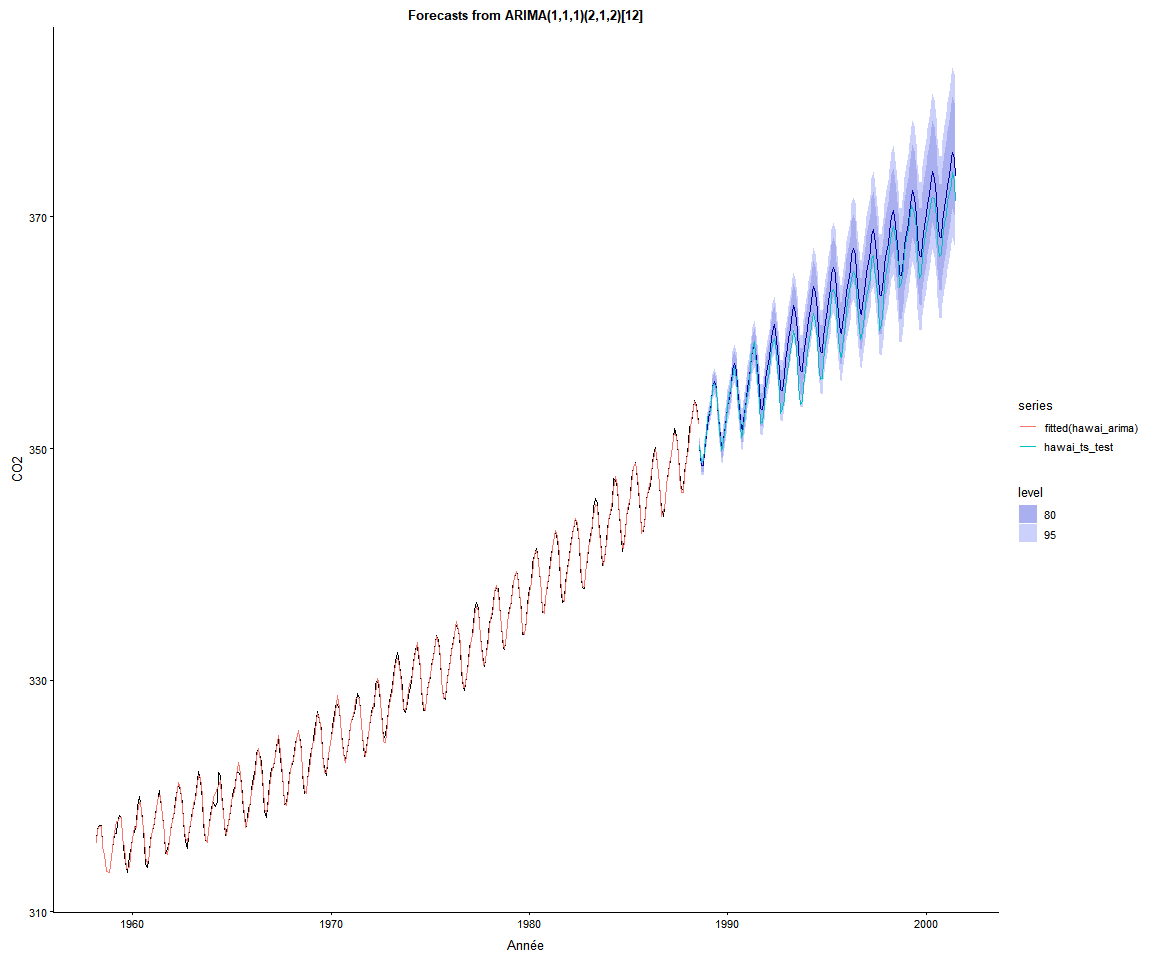 Forecasts from ARIMA(1,1,1)(2,1,2)[12]
370
350
330
310
CO2
1960
1970
1980
1990
2000
Année
series
fitted(hawai_arima)
hawai_ts_test
level
80
95